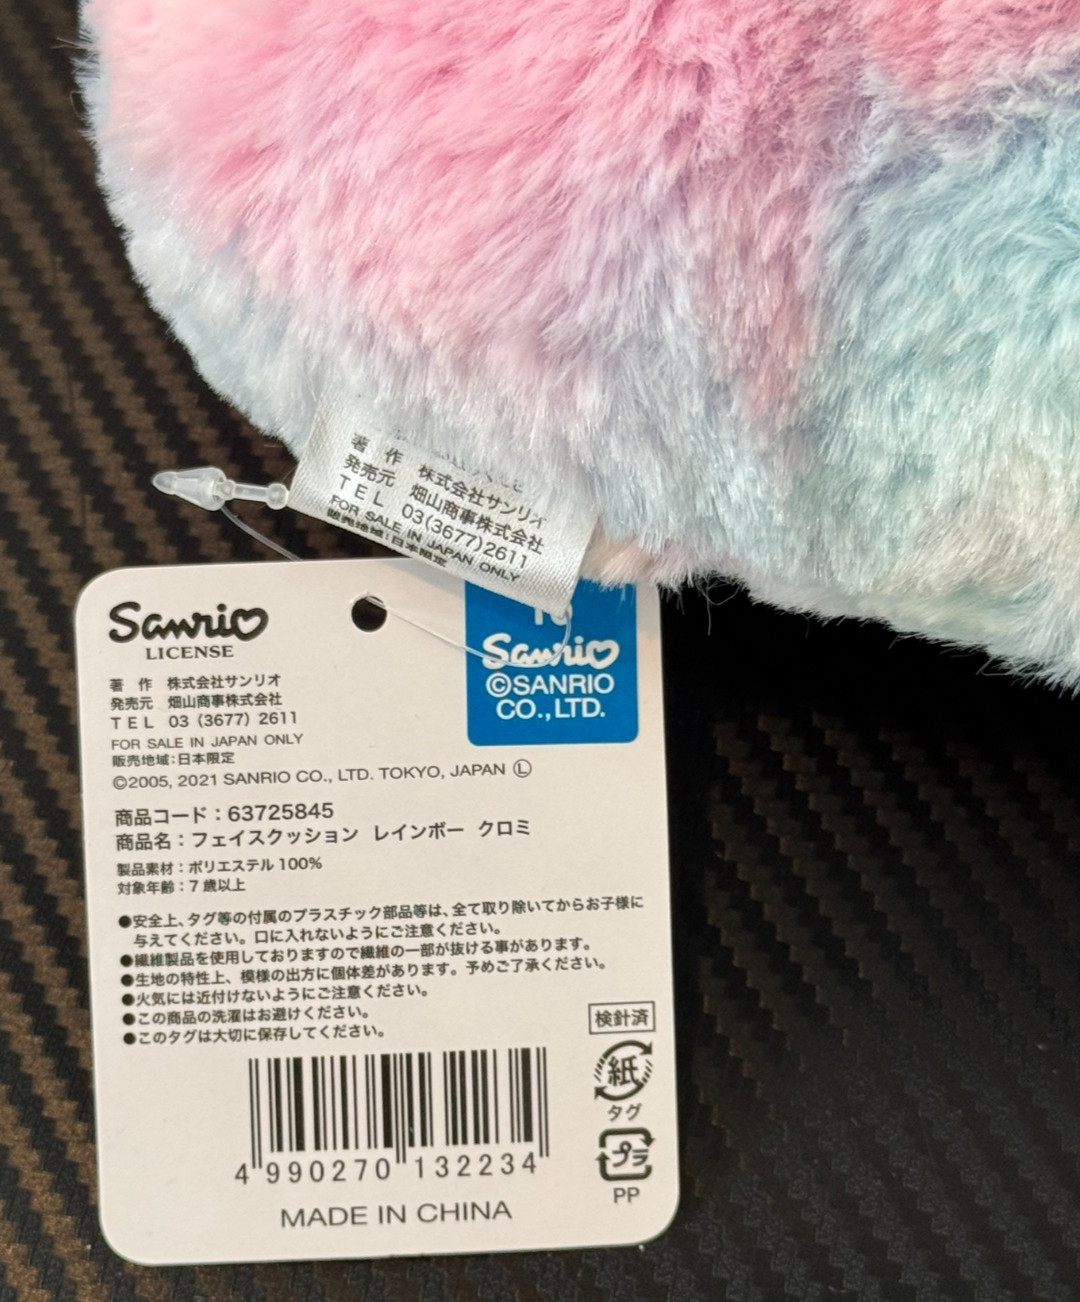 著 作 株式会社サンリオ
発売元 畑山商事株式会社
TEL 03(3677)2611
FOR SALE IN JAPAN ONLY
販売地域:日本限定
Sanrio
LICENSE
著 作 株式会社サンリオ
発売元 畑山商事株式会社
TEL 03 (3677) 2611
FOR SALE IN JAPAN ONLY
販売地域:日本限定
©2005, 2021 SANRIO CO., LTD. TOKYO, JAPAN Ⓛ
Sanrio
©SANRIO
CO.,LTD.
商品コード:63725845
商品名:フェイスクッション レインボー クロミ
製品素材:ポリエステル100%
対象年齢:7歳以上
●安全上、タグ等の付属のプラスチック部品等は、全て取り除いてからお子様に
与えてください。口に入れないようにご注意ください。
●繊維製品を使用しておりますので繊維の一部が抜ける事があります。
●生地の特性上、模様の出方に個体差があります。予めご了承ください。
●火気には近付けないようにご注意ください。
●この商品の洗濯はお避けください。
●このタグは大切に保存してください。
検針済
紙
タグ
プラ
PP
4 990270 132234
MADE IN CHINA